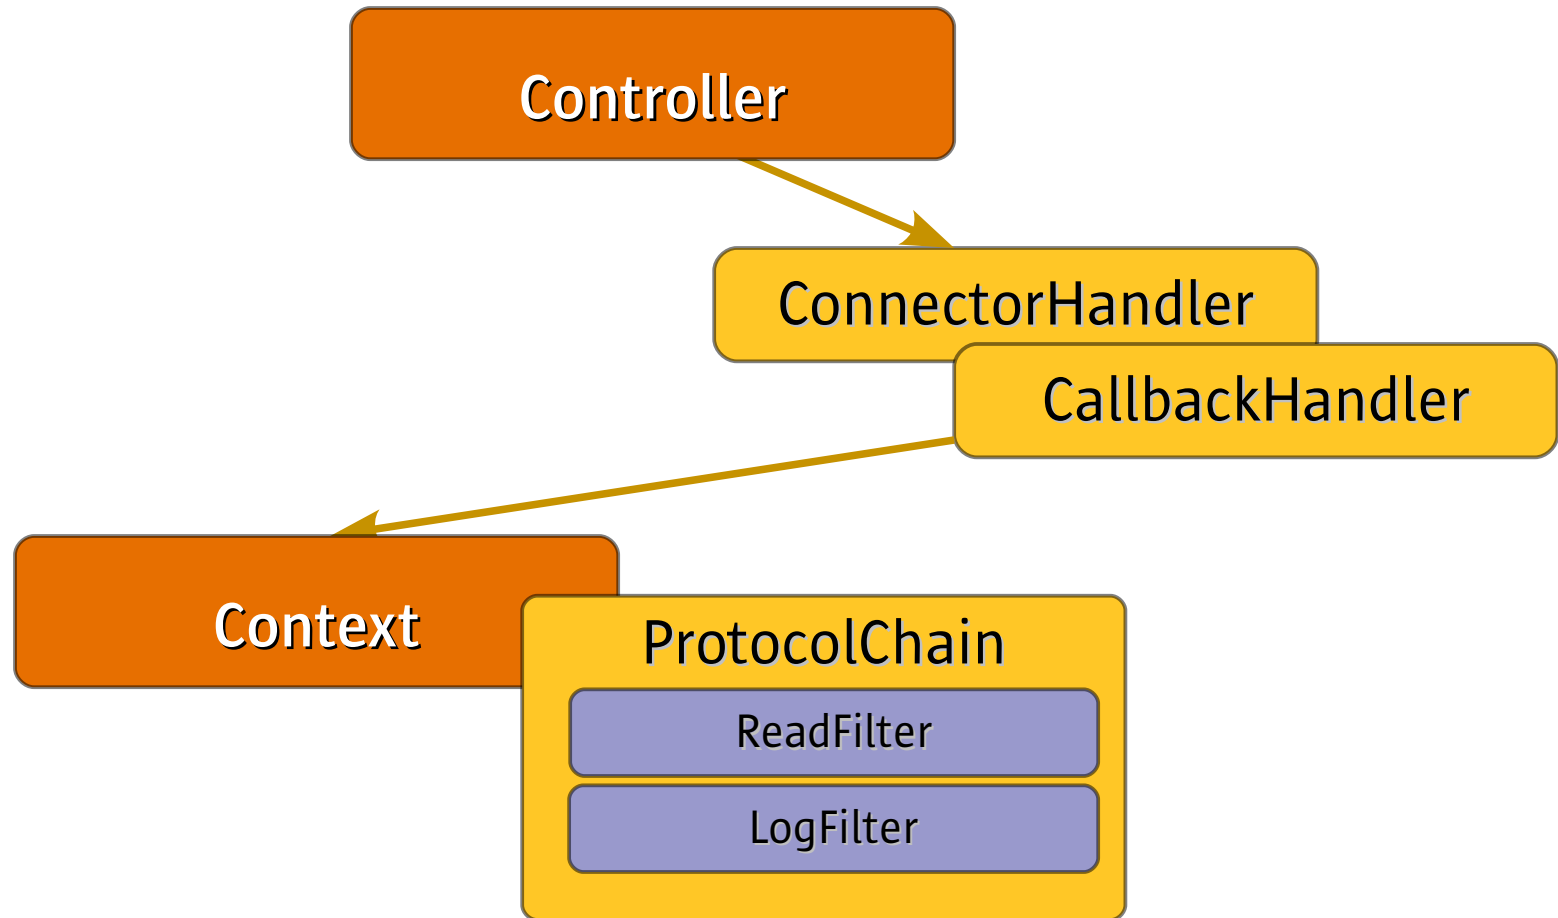 Controller
ConnectorHandler
CallbackHandler
Context
ProtocolChain
ReadFilter
LogFilter